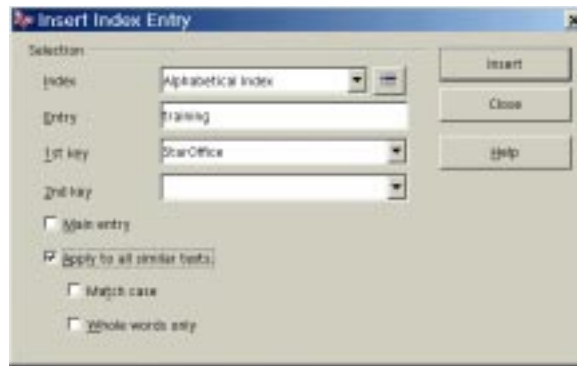 Insert Index Entry
Selection
Index
Alphabetical Index
Entry
training
1st key
StarOffice
2nd key
Main entry
Apply to all similar texts.
Match case
Whole words only
Insert
Close
Help